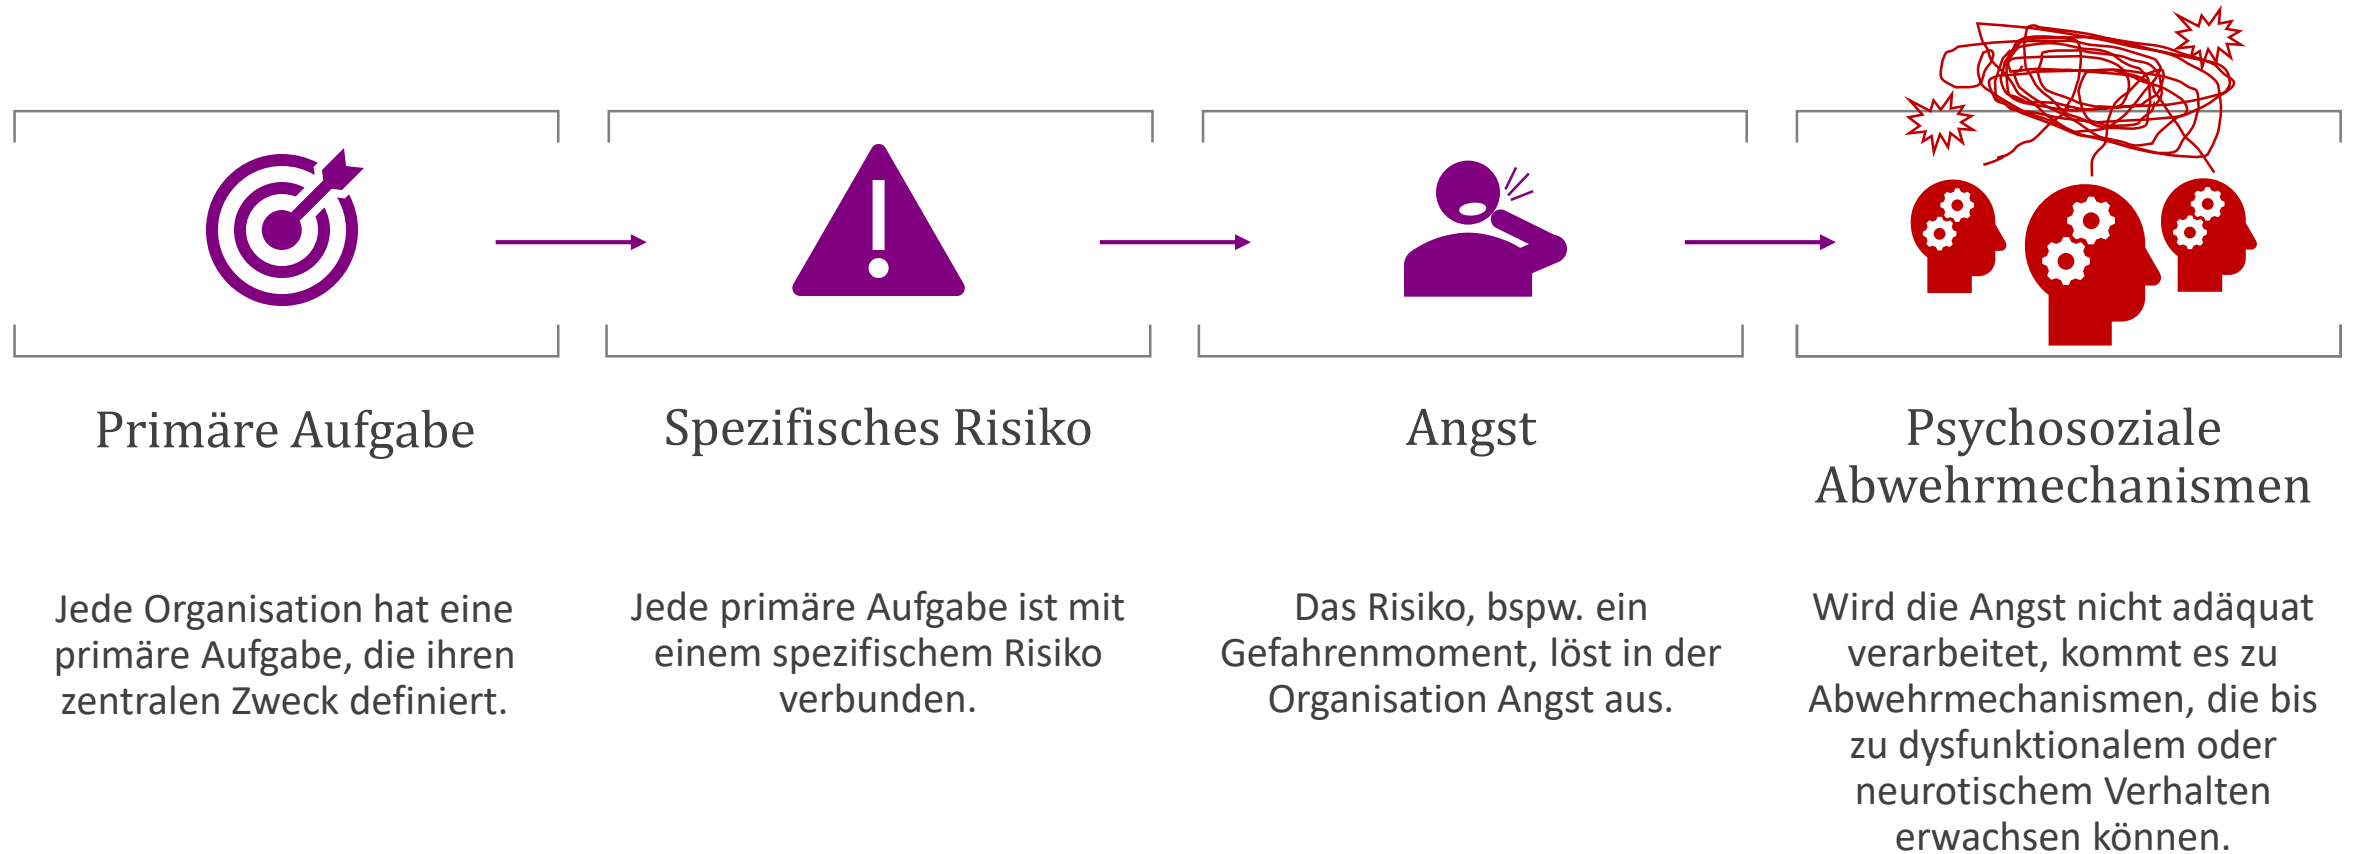 Primäre Aufgabe
Jede Organisation hat eine
primäre Aufgabe, die ihren
zentralen Zweck definiert.
Spezifisches Risiko
Jede primäre Aufgabe ist mit
einem spezifischem Risiko
verbunden.
Angst
Das Risiko, bspw. ein
Gefahrenmoment, löst in der
Organisation Angst aus.
Psychosoziale
Abwehrmechanismen
Wird die Angst nicht adäquat
verarbeitet, kommt es zu
Abwehrmechanismen, die bis
zu dysfunktionalem oder
neurotischem Verhalten
erwachsen können.